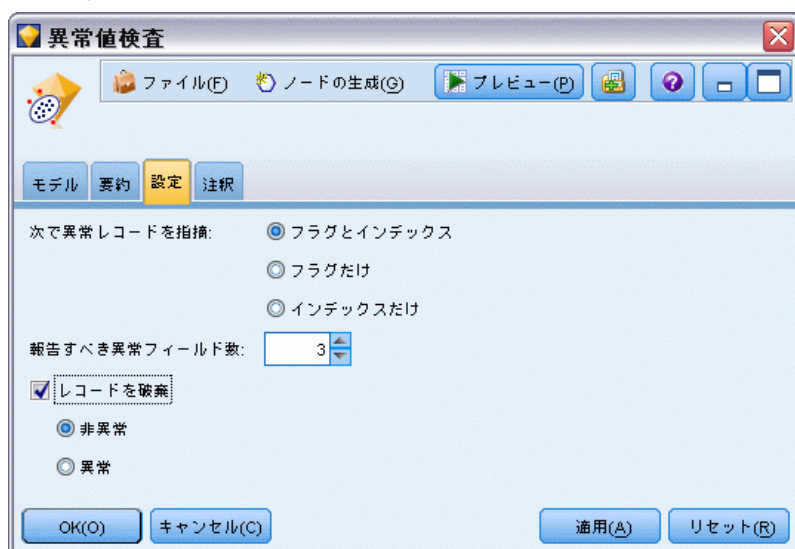 異常値検査
ファイル(F) ノードの生成(G) プレビュー(P)
モデル 要約 設定 注釈
次で異常レコードを指摘: フラグとインデックス
フラグだけ
インデックスだけ
報告すべき異常フィールド数: 3
レコードを破棄
非異常
異常
OK(O) キャンセル(C) 適用(A) リセット(R)